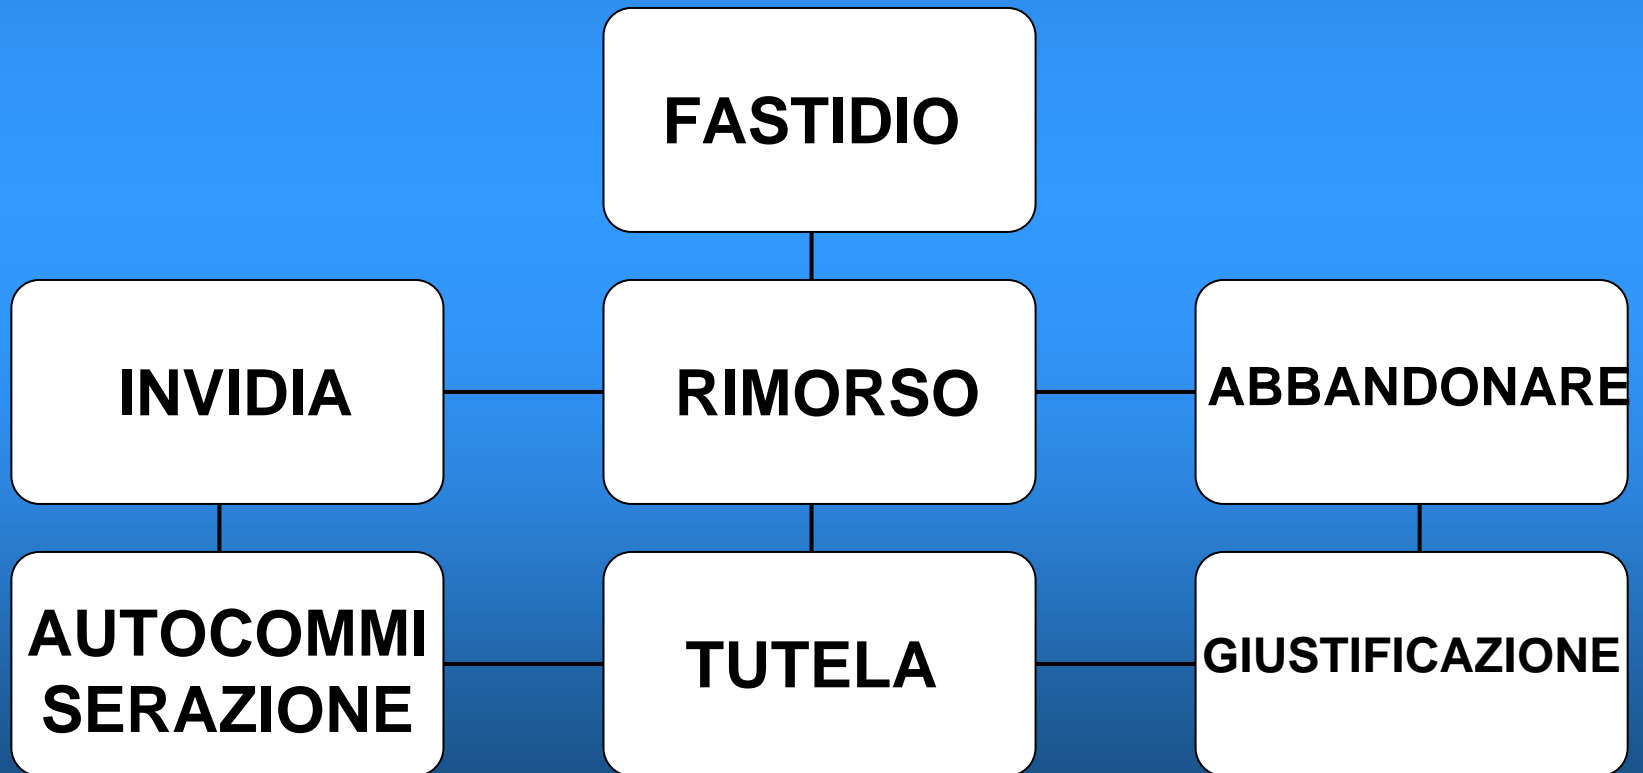 FASTIDIO
INVIDIA
RIMORSO
ABBANDONARE
AUTOCOMMI
SERAZIONE
TUTELA
GIUSTIFICAZIONE